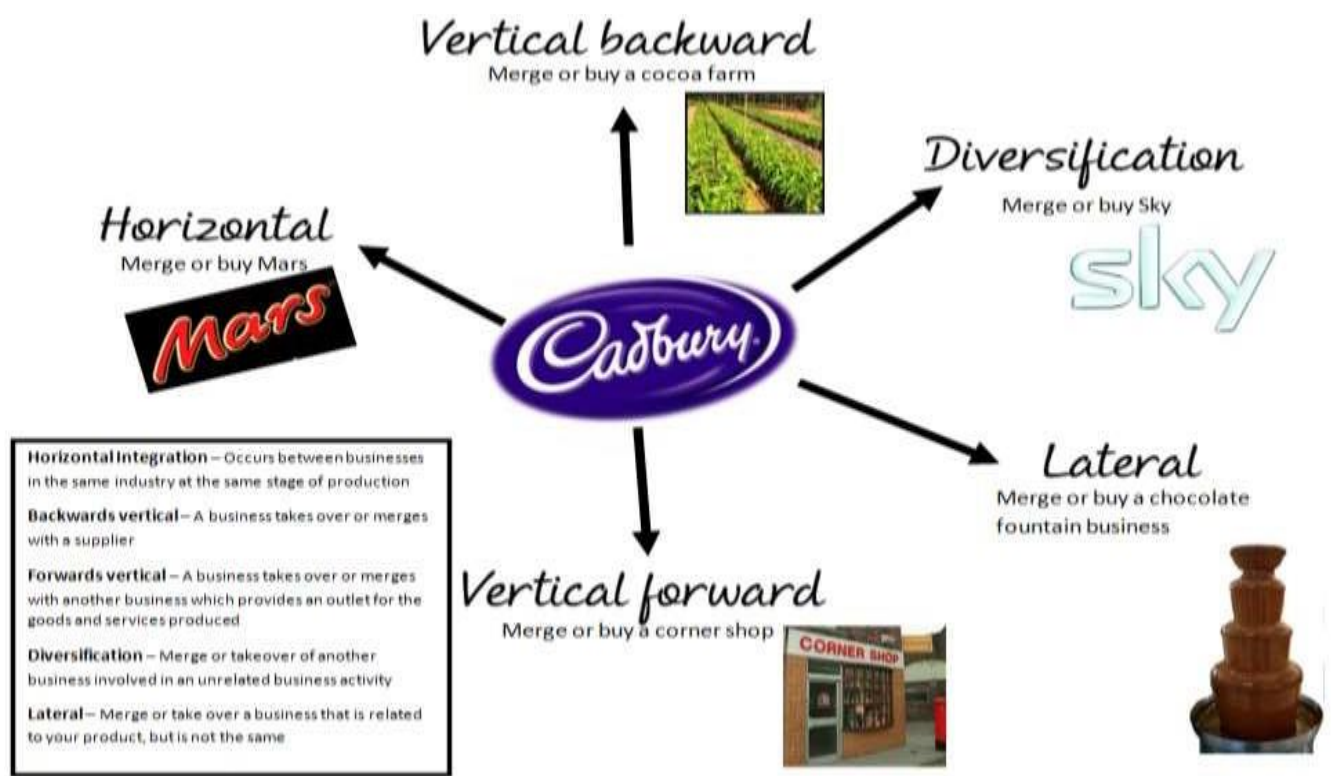 Vertical backward
Merge or buy a cocoa farm
Diversification
Merge or buy Sky
sky
Horizontal
Merge or buy Mars
Mars
Cadbury
Lateral
Merge or buy a chocolate
fountain business
Vertical forward
Merge or buy a corner shop
CORNER SHOP
Horizontal Integration – Occurs between businesses
in the same industry at the same stage of production
Backwards vertical – A business takes over or merges
with a supplier
Forwards vertical – A business takes over or merges
with another business which provides an outlet for the
goods and services produced
Diversification – Merge or takeover of another
business involved in an unrelated business activity
Lateral – Merge or take over a business that is related
to your product, but is not the same